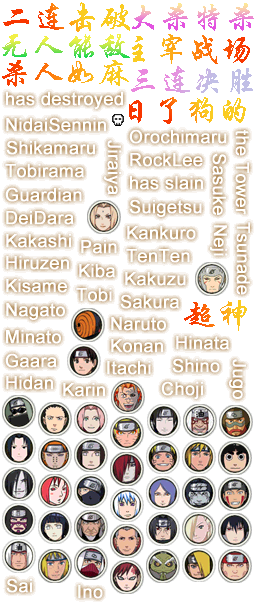 二连击破大杀特杀
无人能敌主宰战场
杀人如麻三连决胜
日了狗的
has destroyed
NidaiSennin
Shikamaru
Tobirama
Guardian
DeiDara
Kakashi
Hiruzen
Kisame
Nagato
Minato
Gaara
Hidan
Jiraiya
Pain
Kiba
Tobi
Orochimaru
RockLee
has slain
Suigetsu
Kankuro
TenTen
Kakuzu
Sakura
Naruto
Konan
Itachi
Karin
Sasuke
Neji
the Tower
Tsunade
超神
Hinata
Shino
Choji
Jugo
Sai
Ino